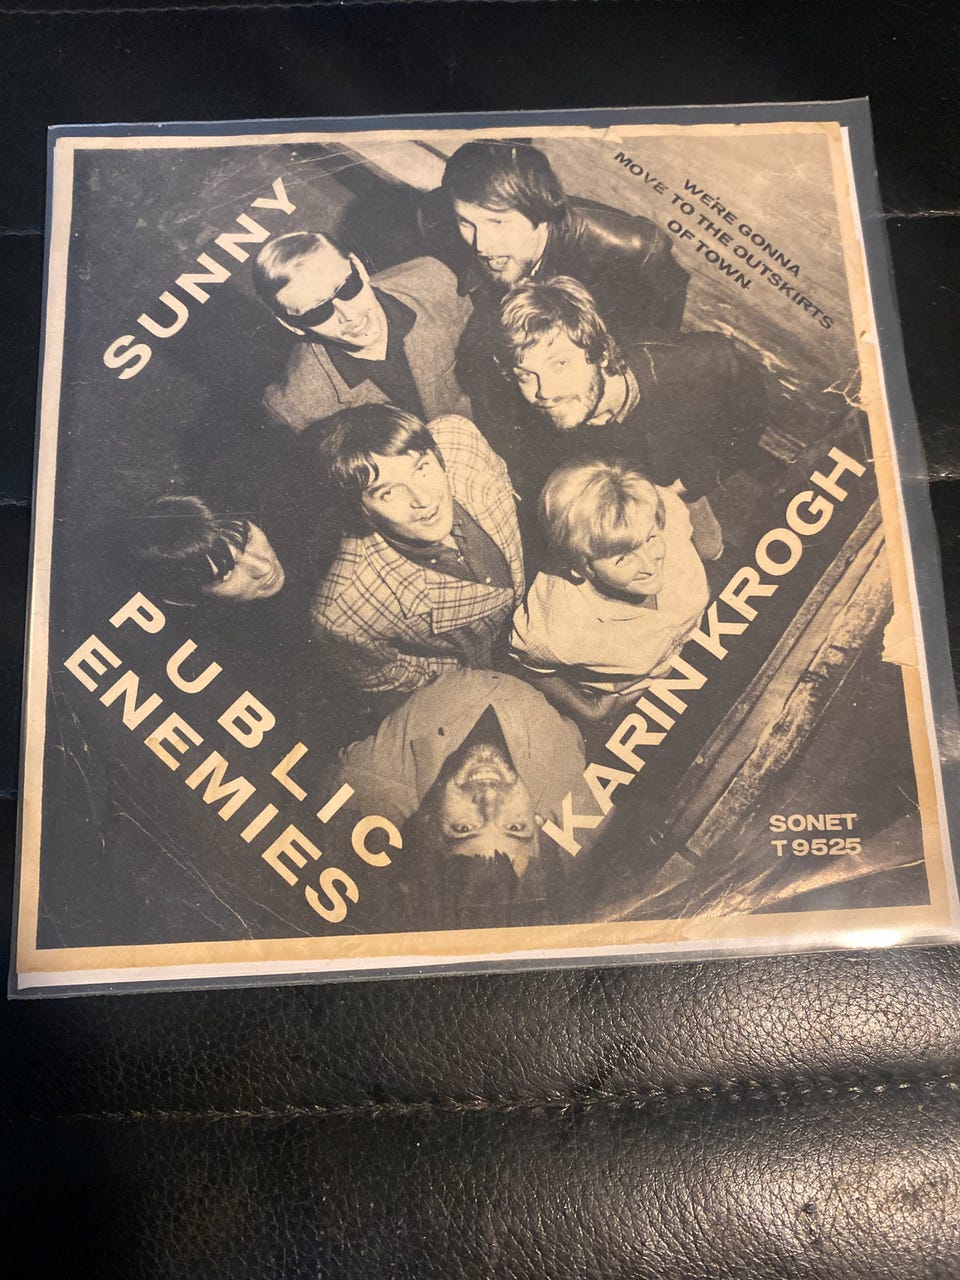 SUNNY
WE'RE GONNA
MOVE TO THE OUTSKIRTS
OF TOWN.
PUBLIC
ENEMIES
KARIN KROGH
SONET
T 9525